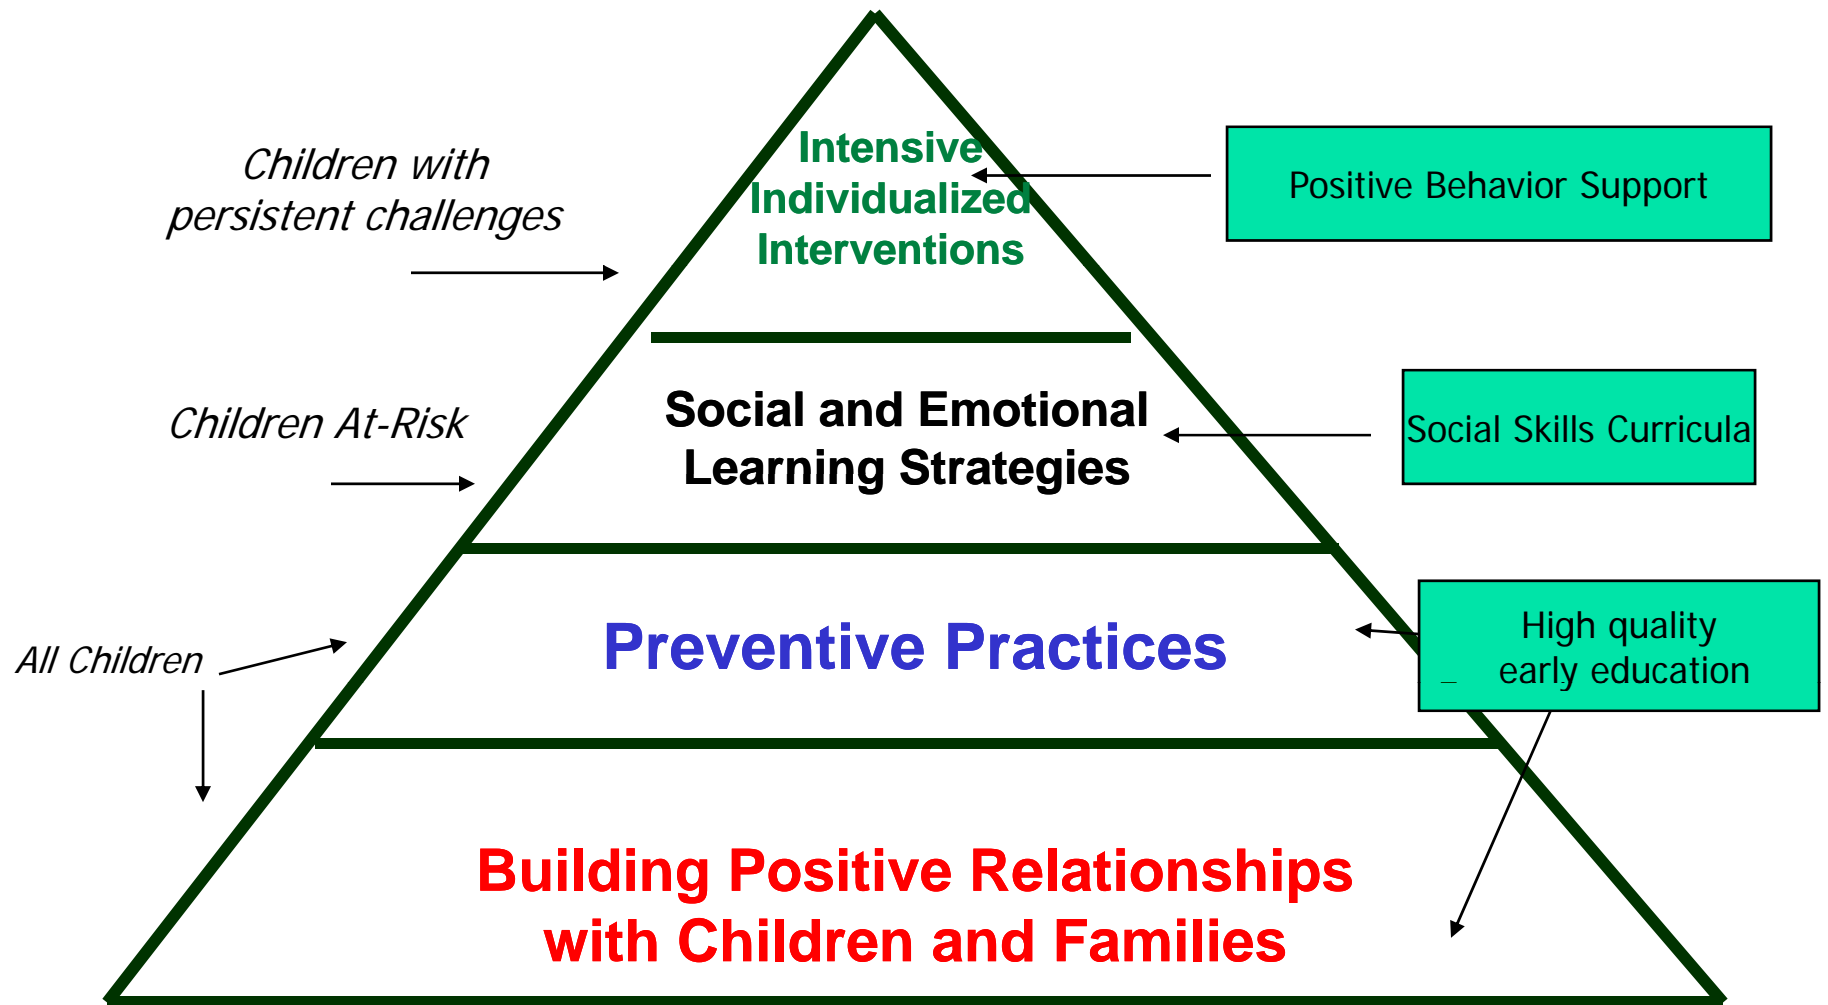 Intensive
Individualized
Interventions
Children with
persistent challenges
Positive Behavior Support
Social and Emotional
Learning Strategies
Children At-Risk
Social Skills Curricula
Preventive Practices
All Children
High quality
early education
Building Positive Relationships
with Children and Families